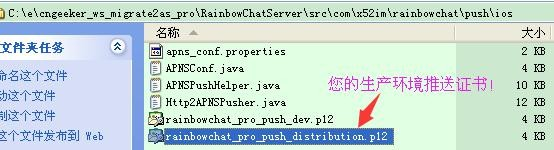 C:\e\cngeeker_ws_migrate2as_pro\RainbowChatServer\src\com\x52im\rainbowchat\push\ios
文件夹任务
命名这个文件
动这个文件
制这个文件
这个文件发布到 Web
名称
大小
apns_conf.properties
2 KB
APNSConf.java
4 KB
APNSPushHelper.java
10 KB
Http2APNSPusher.java
12 KB
rainbowchat_pro_push_dev.p12
4 KB
rainbowchat_pro_push_distribution.p12
4 KB
您的生产环境推送证书!